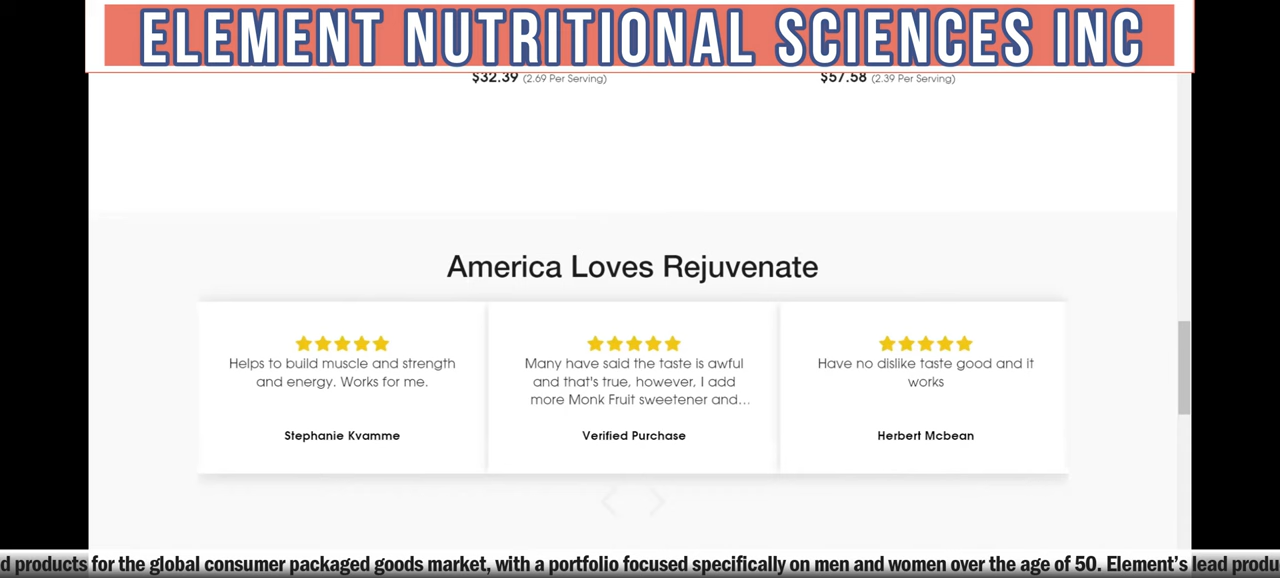 ELEMENT NUTRITIONAL SCIENCES INC
$32.39 (2.69 Per Serving)
$57.58 (2.39 Per Serving)
America Loves Rejuvenate
Helps to build muscle and strength
and energy. Works for me.
Stephanie Kvamme
Many have said the taste is awful
and that's true, however, I add
more Monk Fruit sweetener and...
Verified Purchase
Have no dislike taste good and it
works
Herbert Mcbean
d products for the global consumer packaged goods market, with a portfolio focused specifically on men and women over the age of 50. Element’s lead produ